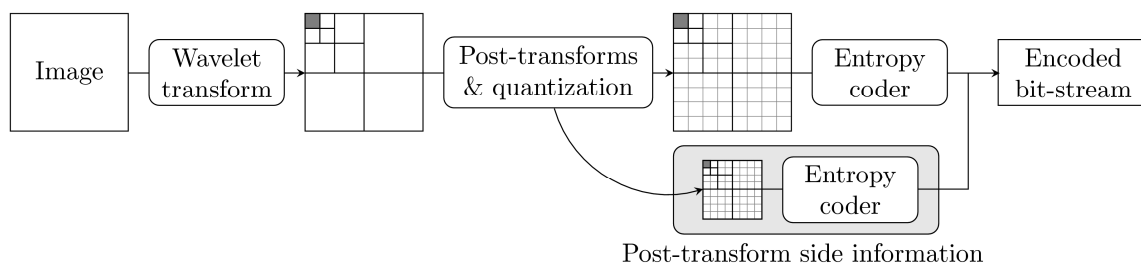 Image
Wavelet
transform
Post-transforms
& quantization
Entropy
coder
Encoded
bit-stream
Entropy
coder
Post-transform side information